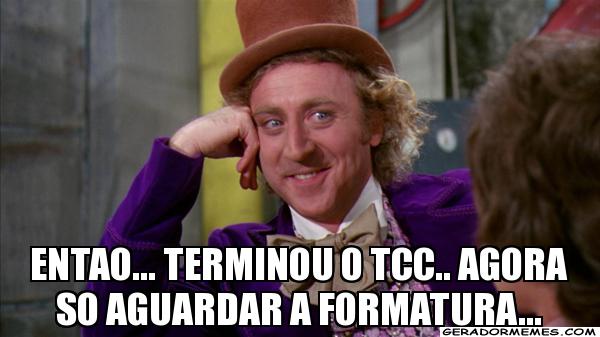 ENTAO... TERMINOU O TCC.. AGORA
SO AGUARDAR A FORMATURA...
GERADORMEMES.COM